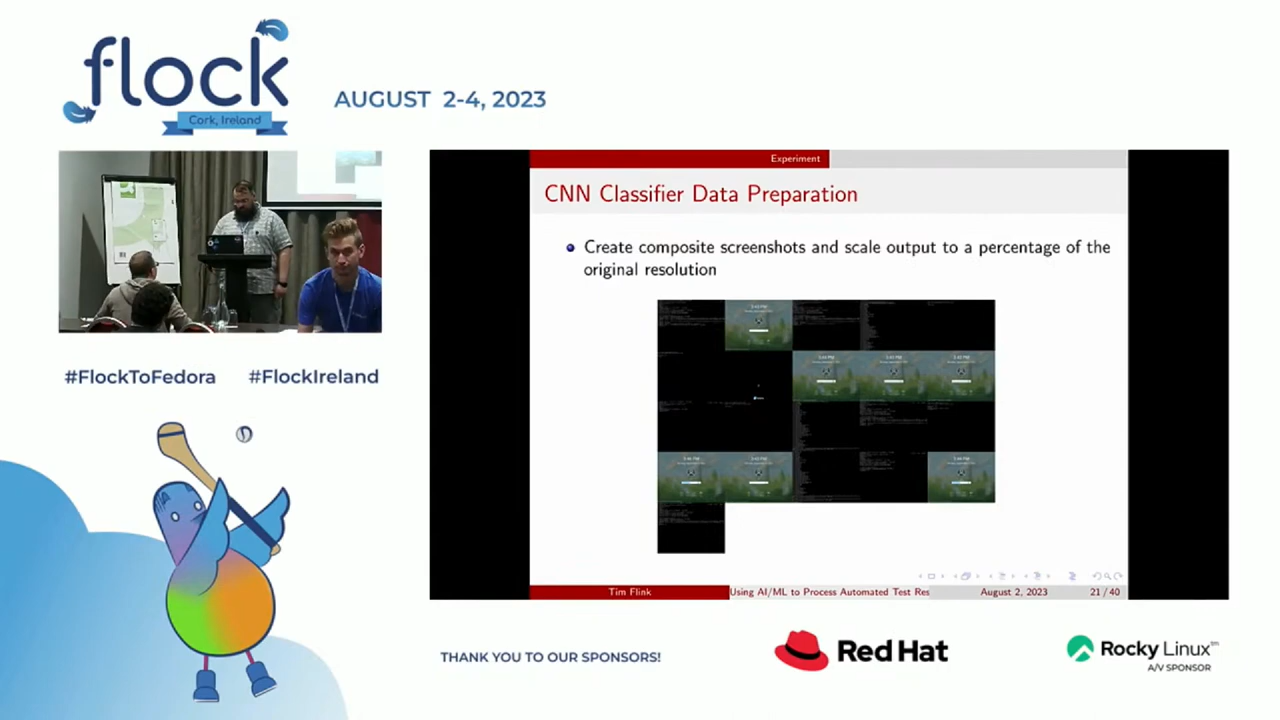 flock
Cork, Ireland
AUGUST 2-4, 2023
#FlockToFedora #FlockIreland
Experiment
CNN Classifier Data Preparation
Create composite screenshots and scale output to a percentage of the
original resolution
Tim Flink
Using AI/ML to Process Automated Test Res
August 2, 2023
21 / 40
THANK YOU TO OUR SPONSORS!
Red Hat
Rocky Linux™
A/V SPONSOR